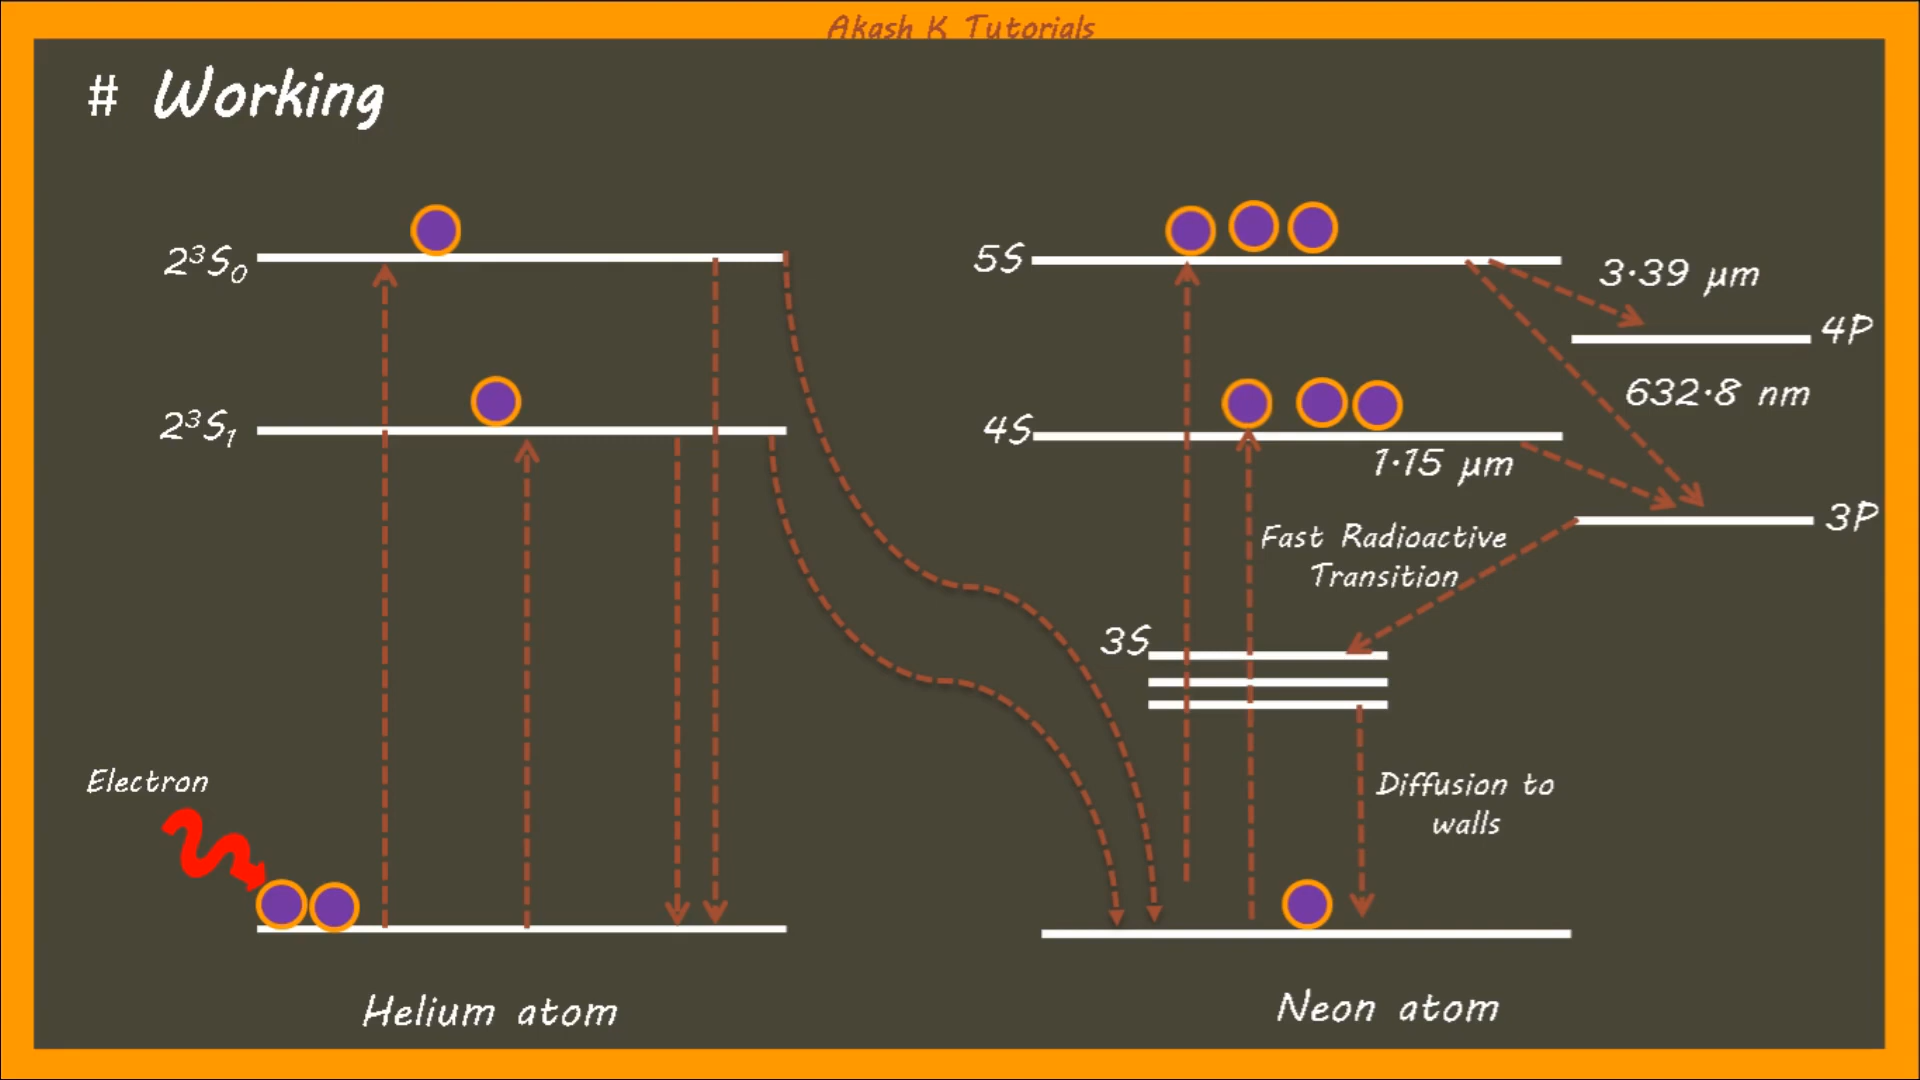 Akash K Tutorials
# Working
2³S₀
5S
3.39 µm
4P
632.8 nm
2³S₁
4S
1.15 µm
3P
Fast Radioactive
Transition
3S
Electron
Diffusion to
walls
Helium atom
Neon atom